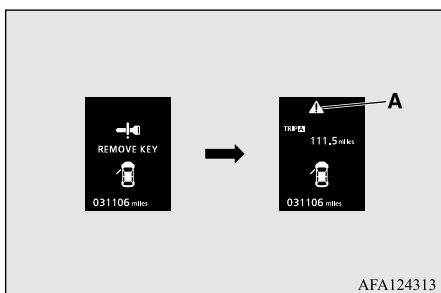 REMOVE KEY
031106 miles
A
TRIP A
111.5 miles
031106 miles
AFA124313